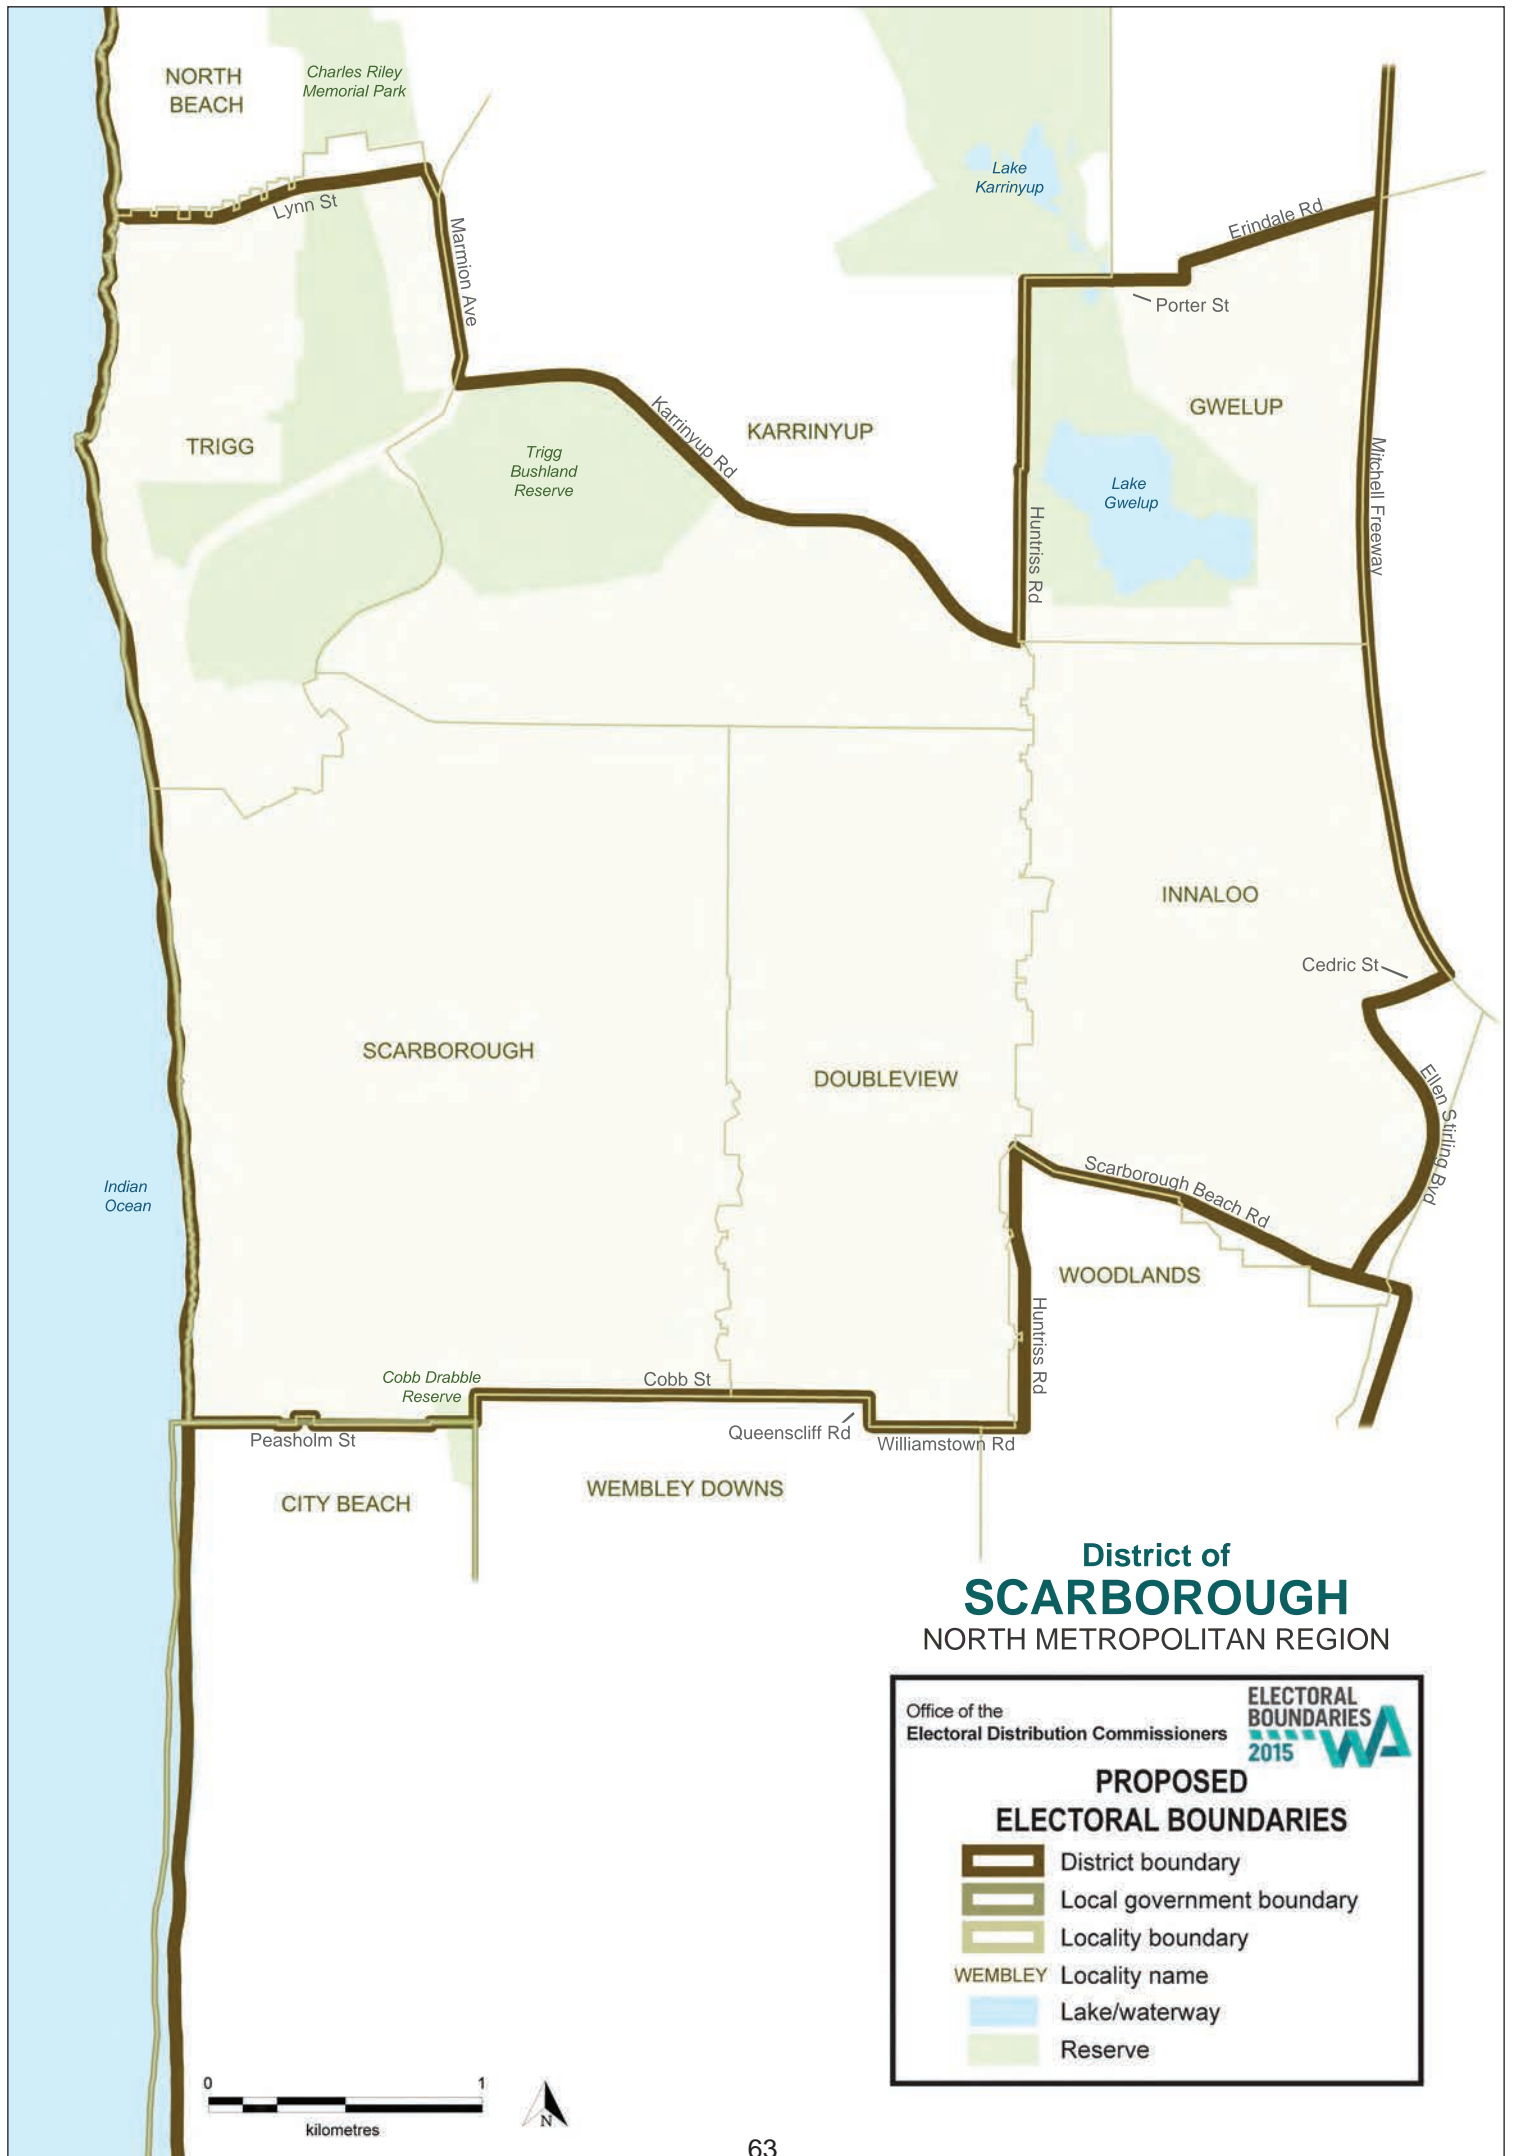 NORTH
BEACH
Charles Riley
Memorial Park
Lake
Karrinyup
Lynn St
Erindale Rd
Marmion Ave
Porter St
KARRINYUP
GWELUP
Karrinyup Rd
TRIGG
Trigg
Bushland
Reserve
Lake
Gwelup
Mitchell Freeway
Huntriss Rd
INNALOO
Cedric St
SCARBOROUGH
DOUBLEVIEW
Ellen Stirling Bvd
Indian
Ocean
Scarborough Beach Rd
WOODLANDS
Huntriss Rd
Cobb Drabble
Reserve
Cobb St
Queenscliff Rd
Peasholm St
Williamstown Rd
CITY BEACH
WEMBLEY DOWNS
District of
SCARBOROUGH
NORTH METROPOLITAN REGION
Office of the
Electoral Distribution Commissioners
ELECTORAL
BOUNDARIES
2015
WA
PROPOSED
ELECTORAL BOUNDARIES
District boundary
Local government boundary
Locality boundary
WEMBLEY Locality name
Lake/waterway
Reserve
0 1
kilometres
N
63